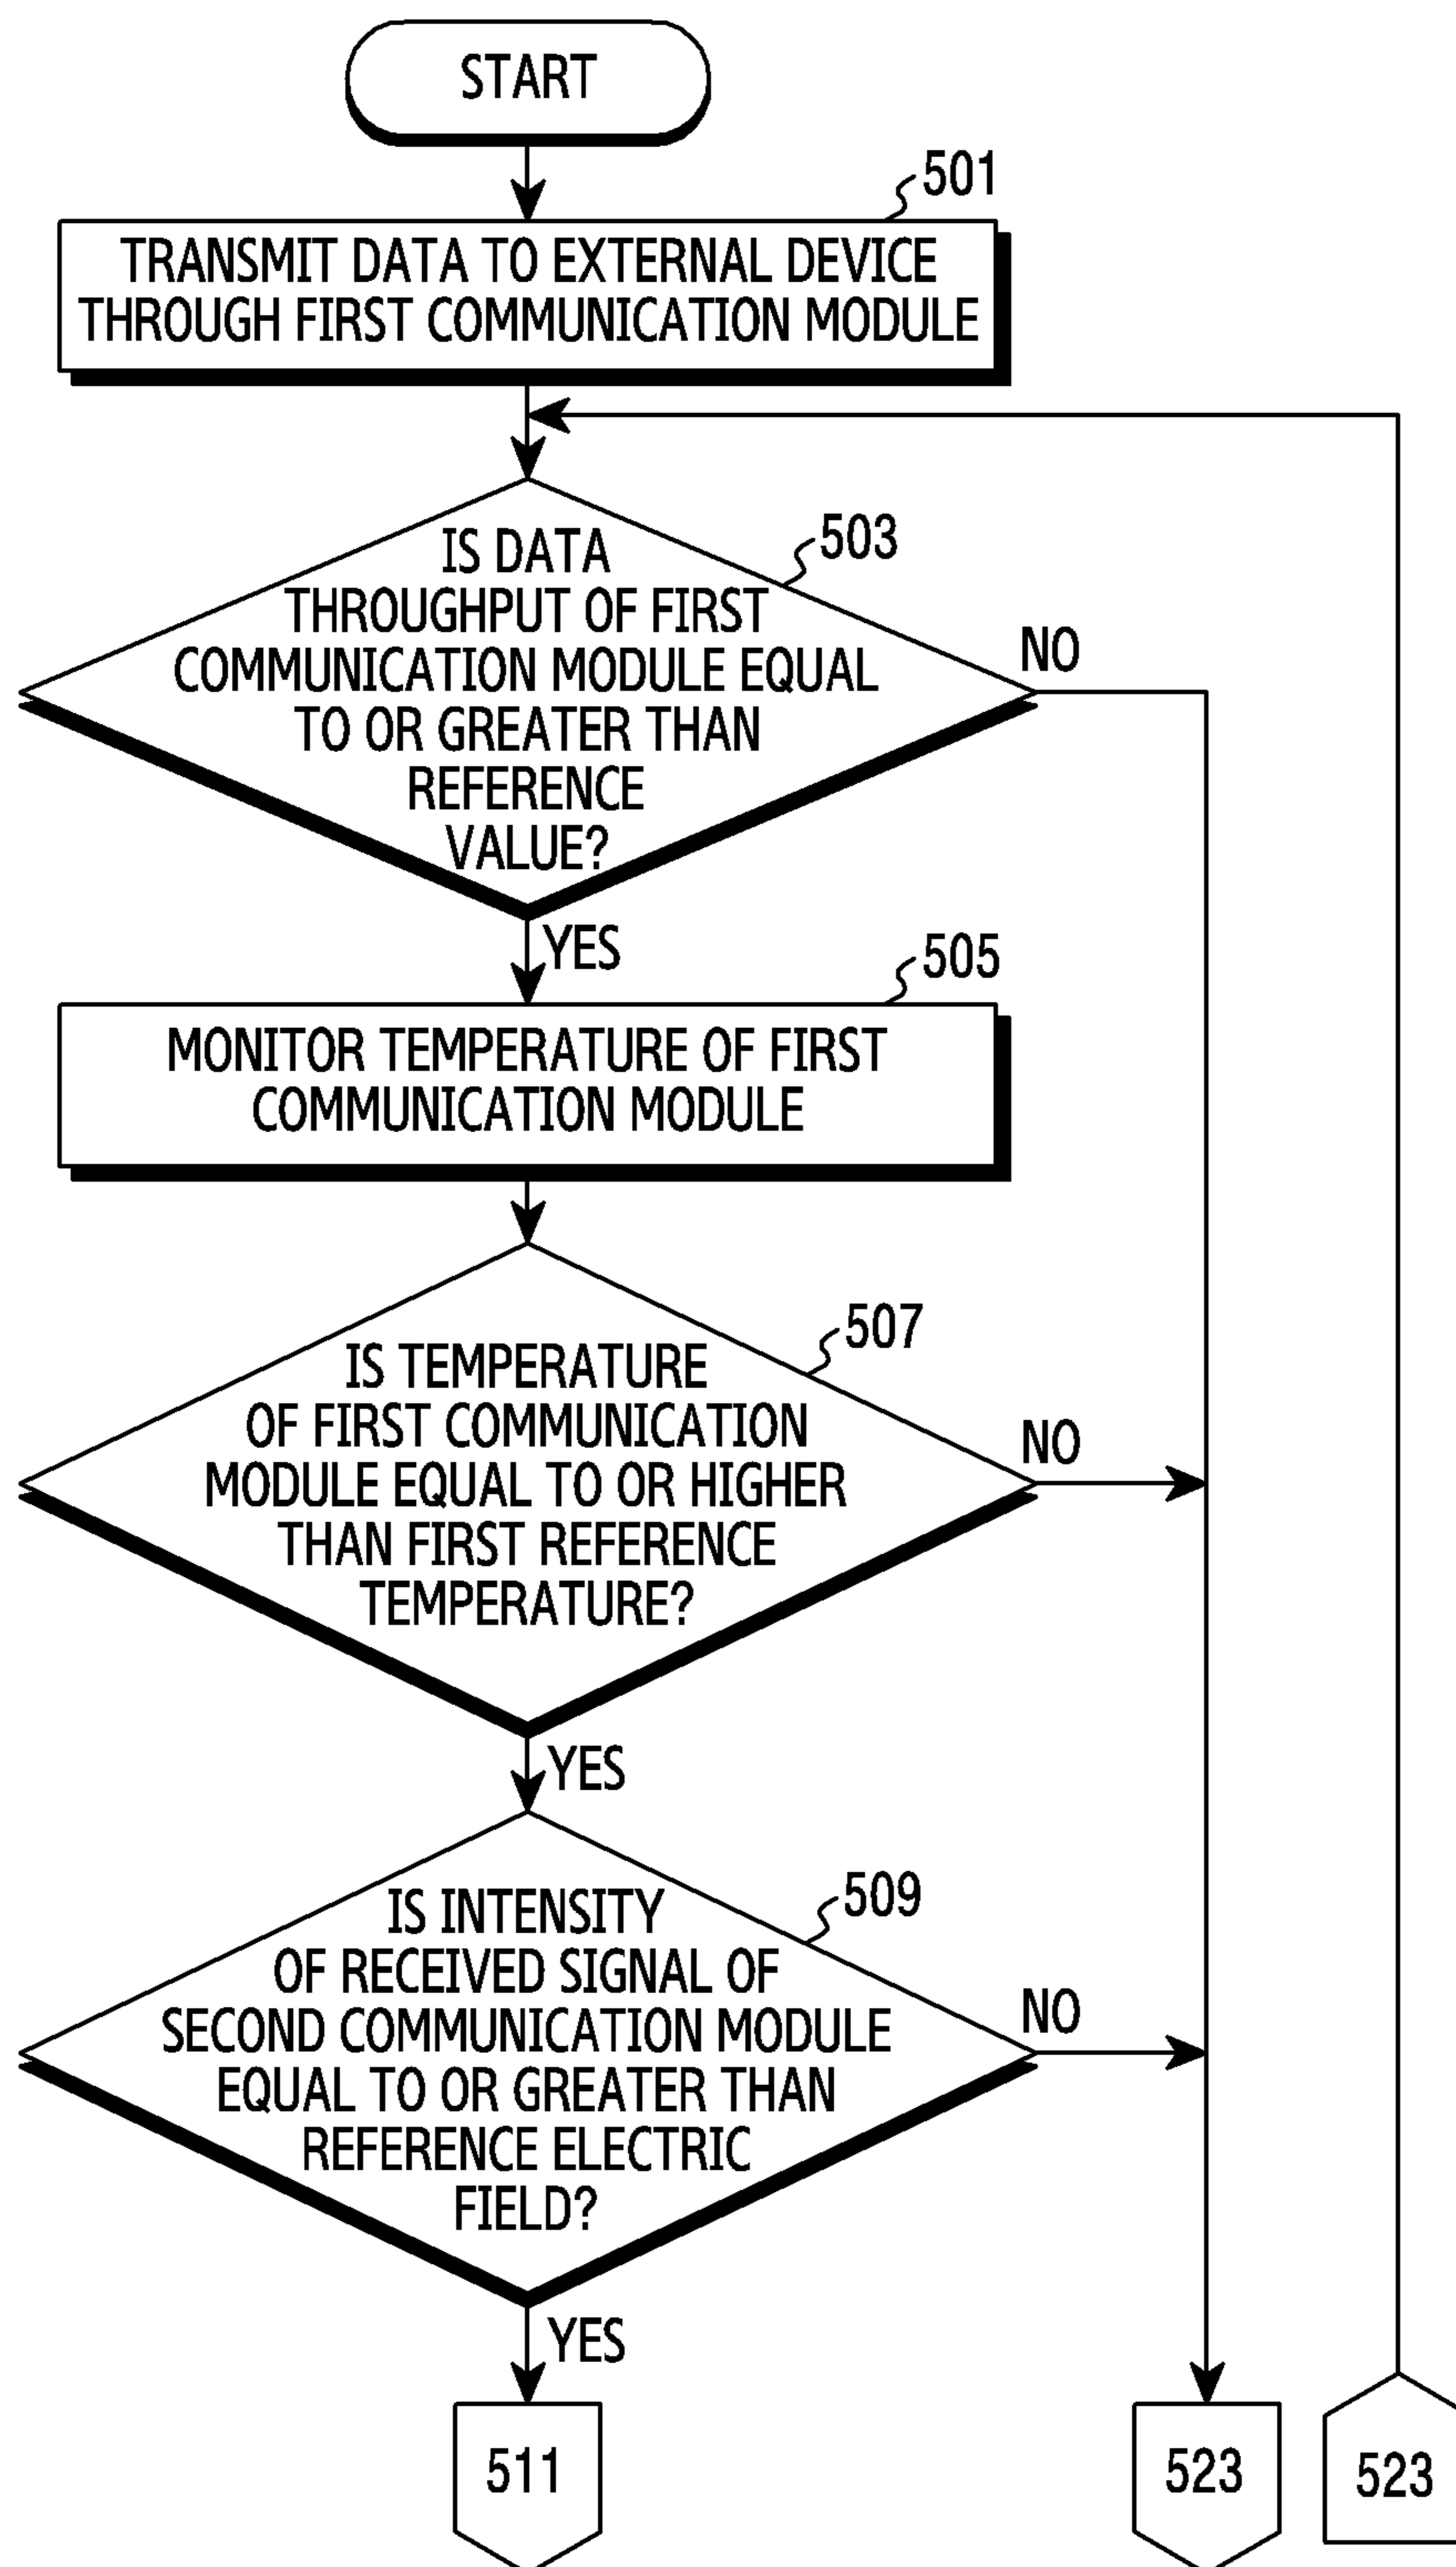 START
501
TRANSMIT DATA TO EXTERNAL DEVICE
THROUGH FIRST COMMUNICATION MODULE
503
IS DATA
THROUGHPUT OF FIRST
COMMUNICATION MODULE EQUAL
TO OR GREATER THAN
REFERENCE
VALUE?
NO
YES
505
MONITOR TEMPERATURE OF FIRST
COMMUNICATION MODULE
507
IS TEMPERATURE
OF FIRST COMMUNICATION
MODULE EQUAL TO OR HIGHER
THAN FIRST REFERENCE
TEMPERATURE?
NO
YES
509
IS INTENSITY
OF RECEIVED SIGNAL OF
SECOND COMMUNICATION MODULE
EQUAL TO OR GREATER THAN
REFERENCE ELECTRIC
FIELD?
NO
YES
511
523
523